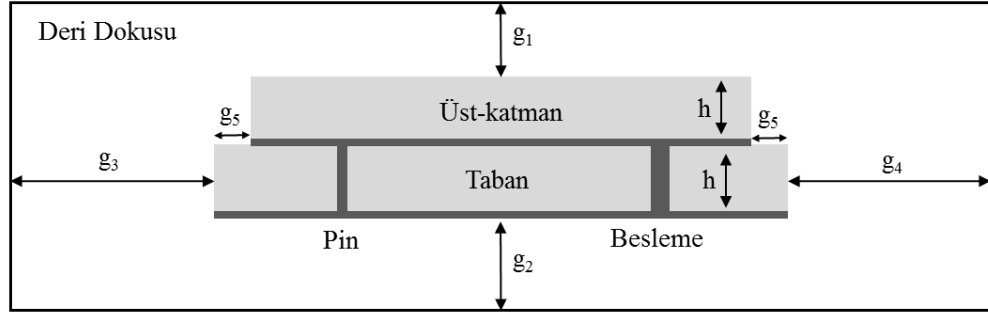 Deri Dokusu
g₁
Üst-katman
h
g₅
g₅
g₃
Taban
h
g₄
Pin
Besleme
g₂